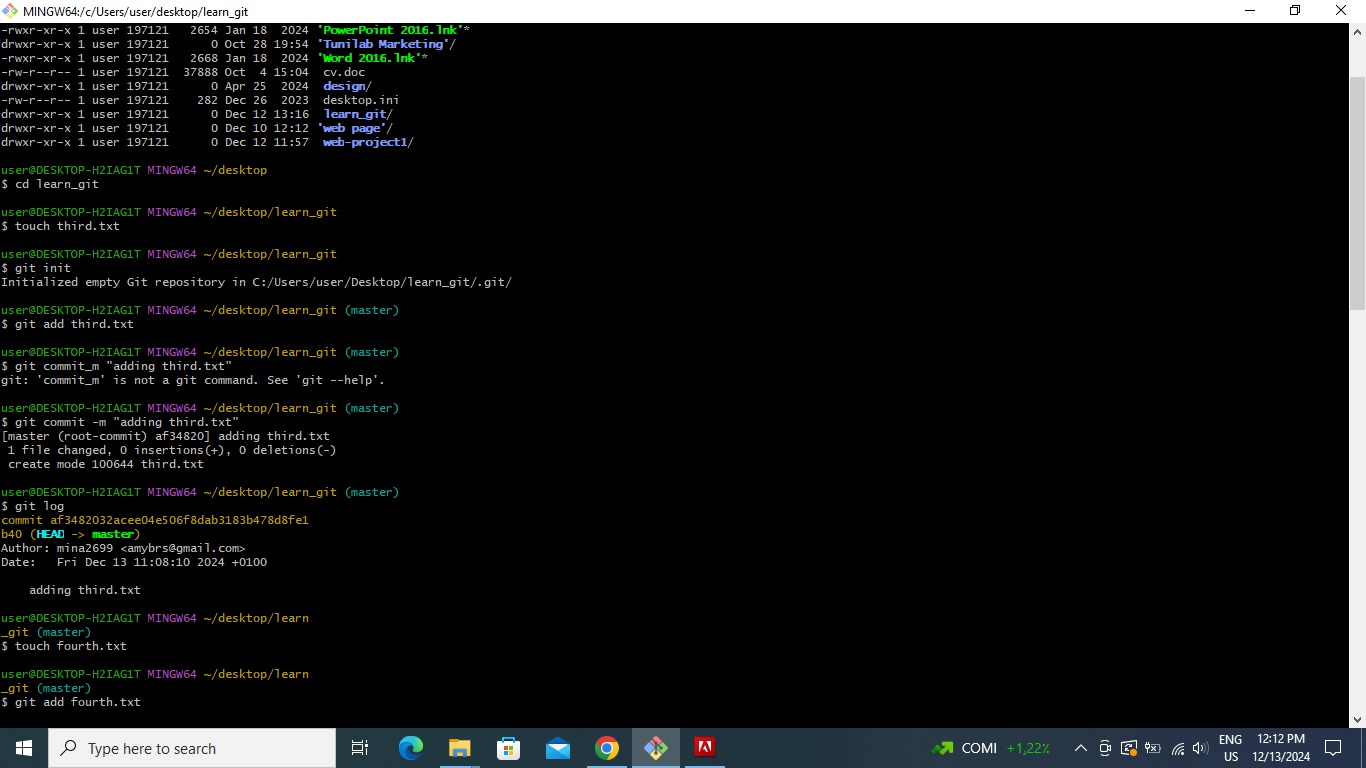 MINGW64:/c/Users/user/desktop/learn_git
-rwxr-xr-x 1 user 197121   2654 Jan 18  2024 'PowerPoint 2016.lnk'*
drwxr-xr-x 1 user 197121      0 Oct 28 19:54 'Tunilab Marketing'/
-rwxr-xr-x 1 user 197121   2668 Jan 18  2024 'Word 2016.lnk'*
-rw-r--r-- 1 user 197121  37888 Oct  4 15:04  cv.doc
drwxr-xr-x 1 user 197121      0 Apr 25  2024  design/
-rw-r--r-- 1 user 197121    282 Dec 26  2023  desktop.ini
drwxr-xr-x 1 user 197121      0 Dec 12 13:16  learn_git/
drwxr-xr-x 1 user 197121      0 Dec 10 12:12 'web page'/
drwxr-xr-x 1 user 197121      0 Dec 12 11:57  web-project1/
user@DESKTOP-H2IAG1T MINGW64 ~/desktop
$ cd learn_git
user@DESKTOP-H2IAG1T MINGW64 ~/desktop/learn_git
$ touch third.txt
user@DESKTOP-H2IAG1T MINGW64 ~/desktop/learn_git
$ git init
Initialized empty Git repository in C:/Users/user/Desktop/learn_git/.git/
user@DESKTOP-H2IAG1T MINGW64 ~/desktop/learn_git (master)
$ git add third.txt
user@DESKTOP-H2IAG1T MINGW64 ~/desktop/learn_git (master)
$ git commit_m "adding third.txt"
git: 'commit_m' is not a git command. See 'git --help'.
user@DESKTOP-H2IAG1T MINGW64 ~/desktop/learn_git (master)
$ git commit -m "adding third.txt"
[master (root-commit) af34820] adding third.txt
 1 file changed, 0 insertions(+), 0 deletions(-)
 create mode 100644 third.txt
user@DESKTOP-H2IAG1T MINGW64 ~/desktop/learn_git (master)
$ git log
commit af3482032acee04e506f8dab3183b478d8fe1
b40 (HEAD -> master)
Author: mina2699 <amybrs@gmail.com>
Date:   Fri Dec 13 11:08:10 2024 +0100
    adding third.txt
user@DESKTOP-H2IAG1T MINGW64 ~/desktop/learn
_git (master)
$ touch fourth.txt
user@DESKTOP-H2IAG1T MINGW64 ~/desktop/learn
_git (master)
$ git add fourth.txt
Type here to search
COMI +1,22%
ENG
US
12:12 PM
12/13/2024